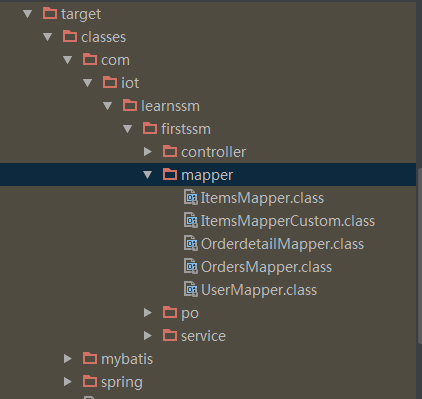 target
classes
com
iot
learnssm
firstssm
controller
mapper
ItemsMapper.class
ItemsMapperCustom.class
OrderdetailMapper.class
OrdersMapper.class
UserMapper.class
po
service
mybatis
spring